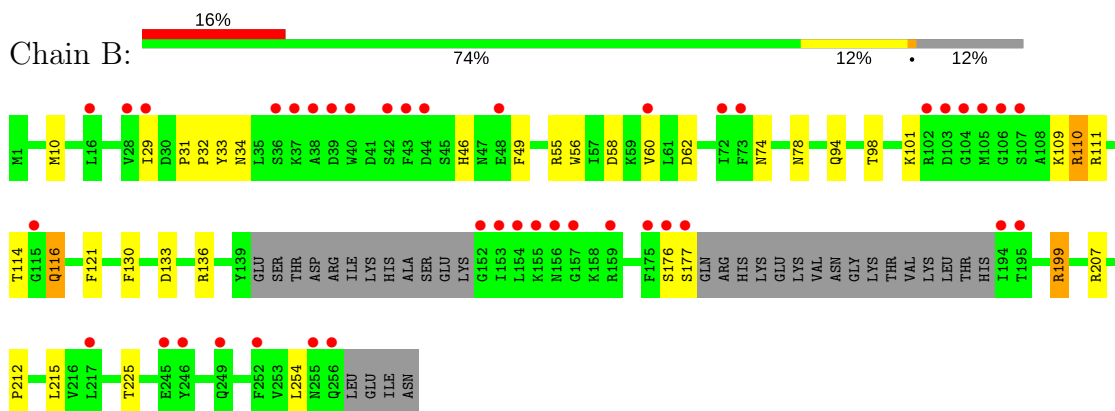 16%
Chain B:
74% 12% • 12%
M1 M10 L16 V28 I29 D30 P31 P32 Y33 N34 L35 S36 K37 A38 D39 W40 D41 S42 F43 D44 S45 H46 N47 E48 F49 R55 W56 I57 D58 K59 V60 L61 D62 I72 F73 N74 N78 Q94 T98 K101 R102 D103 G104 M105 G106 S107 A108 K109 R110 R111
T114 G115 Q116 F121 F130 D133 R136 Y139 GLU SER THR ASP ARG ILE LYS HIS ALA SER GLU LYS G152 I153 L154 K155 N156 G157 K158 R159 F175 S176 S177 GLN ARG HIS LYS GLU LYS VAL ASN GLY LYS THR VAL LYS LEU THR HIS I194 T195 R199 R207
P212 L215 V216 L217 T225 E245 Y246 Q249 F252 V253 L254 N255 Q256 LEU GLU ILE ASN